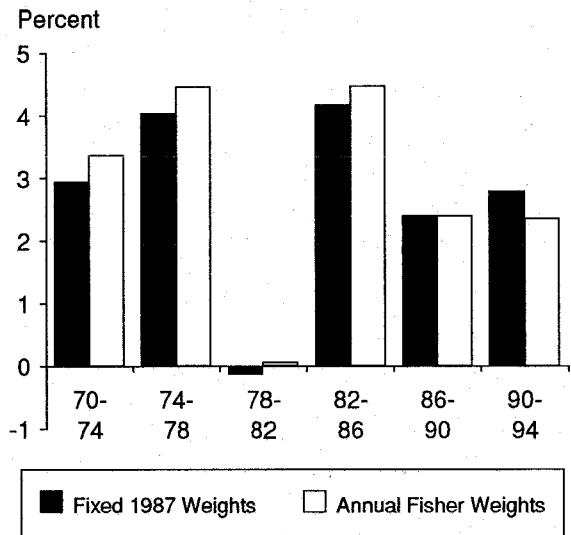 Percent
5
4
3
2
1
0
-1
70- 74- 78- 82- 86- 90-
74 78 82 86 90 94
Fixed 1987 Weights Annual Fisher Weights